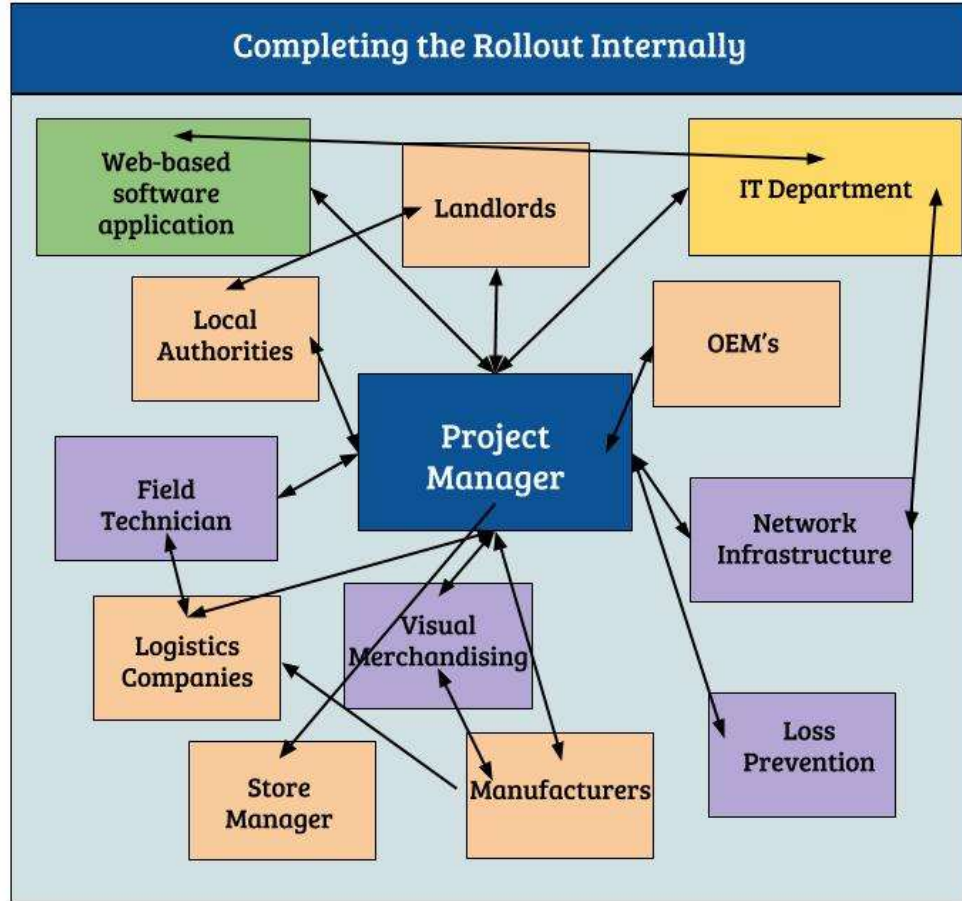 Completing the Rollout Internally
Web-based
software
application
Landlords
IT Department
Local
Authorities
OEM's
Project
Manager
Field
Technician
Network
Infrastructure
Logistics
Companies
Visual
Merchandising
Loss
Prevention
Store
Manager
Manufacturers